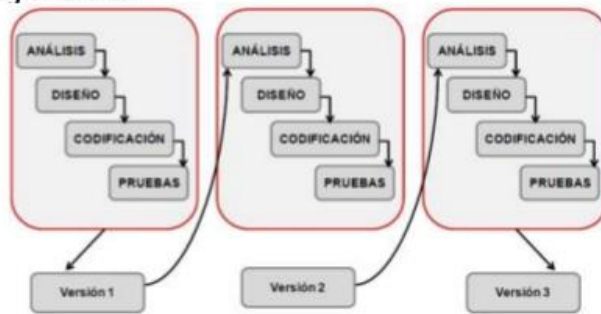 ANÁLISIS
DISEÑO
CODIFICACIÓN
PRUEBAS
ANÁLISIS
DISEÑO
CODIFICACIÓN
PRUEBAS
ANÁLISIS
DISEÑO
CODIFICACIÓN
PRUEBAS
Versión 1
Versión 2
Versión 3